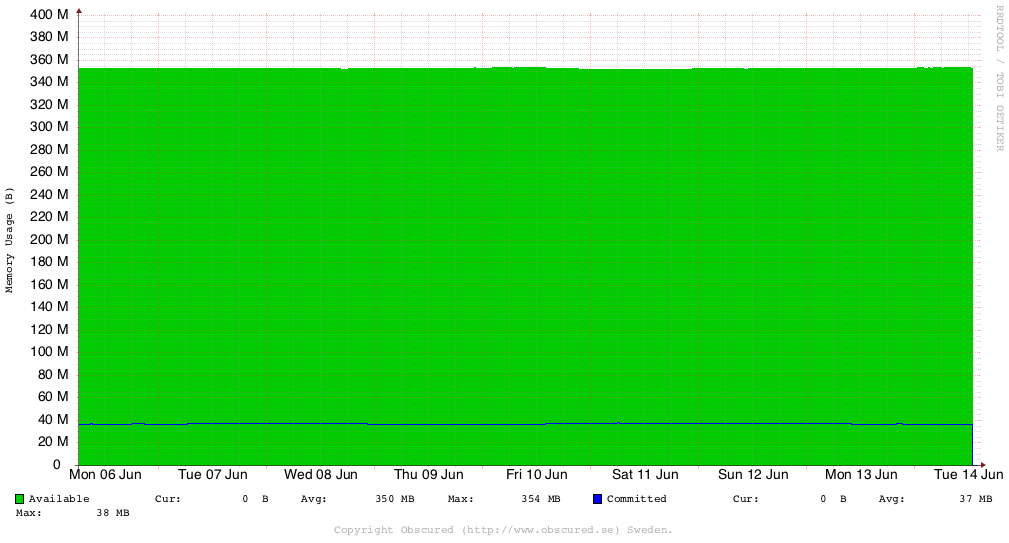 400 M
380 M
360 M
340 M
320 M
300 M
280 M
260 M
240 M
220 M
200 M
180 M
160 M
140 M
120 M
100 M
80 M
60 M
40 M
20 M
0
Memory Usage (B)
RRDTOOL / TOBI OETIKER
Mon 06 Jun Tue 07 Jun Wed 08 Jun Thu 09 Jun Fri 10 Jun Sat 11 Jun Sun 12 Jun Mon 13 Jun Tue 14 Jun
Available Cur: 0 B Avg: 350 MB Max: 354 MB Committed Cur: 0 B Avg: 37 MB
Max: 38 MB
Copyright Obscured (http://www.obscured.se) Sweden.